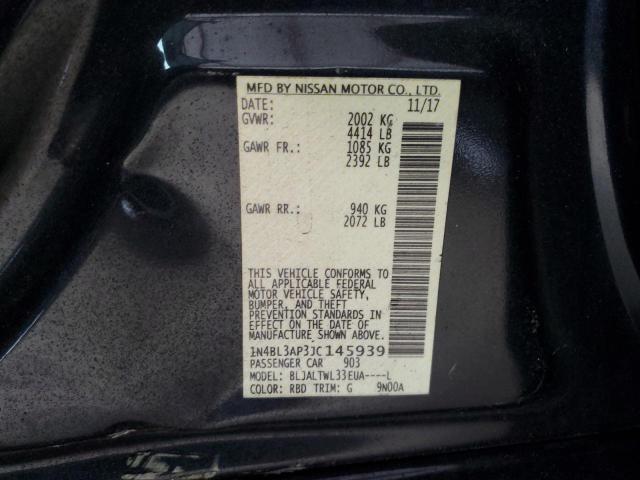 MFD BY NISSAN MOTOR CO., LTD.
DATE: 11/17
GVWR: 2002 KG
4414 LB
GAWR FR.: 1085 KG
2392 LB
GAWR RR.: 940 KG
2072 LB
THIS VEHICLE CONFORMS TO
ALL APPLICABLE FEDERAL
MOTOR VEHICLE SAFETY,
BUMPER, AND THEFT
PREVENTION STANDARDS IN
EFFECT ON THE DATE OF
MANUFACTURE SHOWN ABOVE.
1N4BL3AP3JC145939
PASSENGER CAR 903
MODEL: BLJALTWL33EUA----L
COLOR: RBD TRIM: G 9N00A